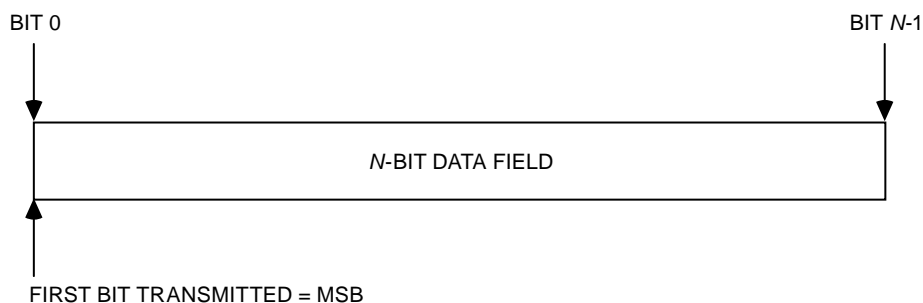 BIT 0
BIT N-1
N-BIT DATA FIELD
FIRST BIT TRANSMITTED = MSB